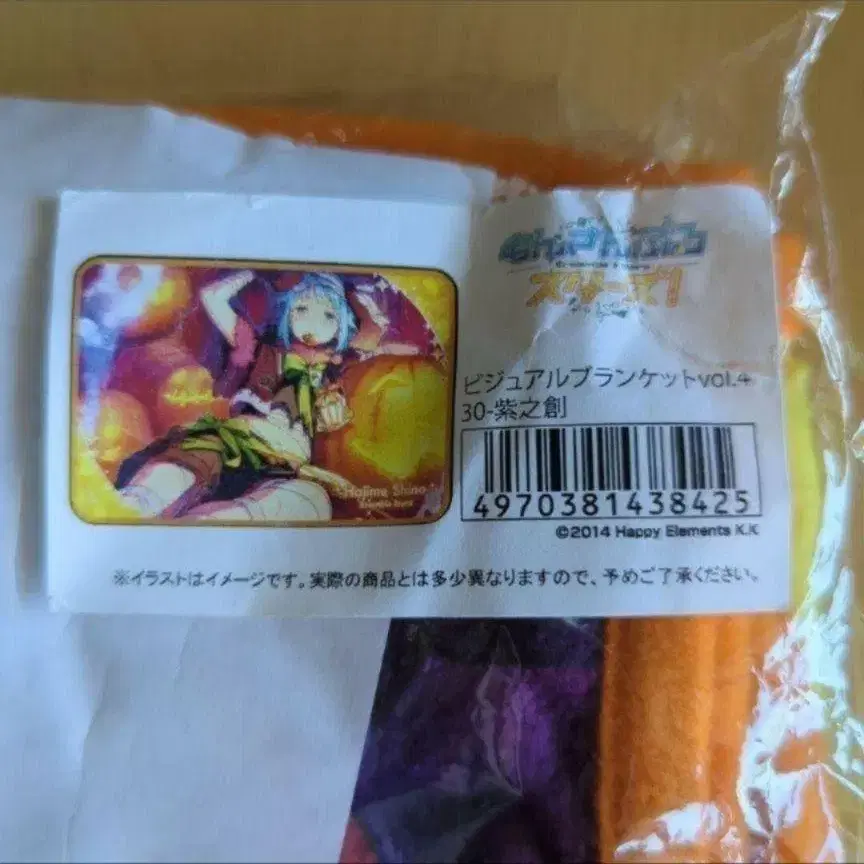 あんさんぶる
スターズ!
ビジュアルブランケットvol.4
30-紫之創
Hajime Shino
4970381438425
©2014 Happy Elements K.K
※イラストはイメージです。実際の商品とは多少異なりますので、予めご了承ください。